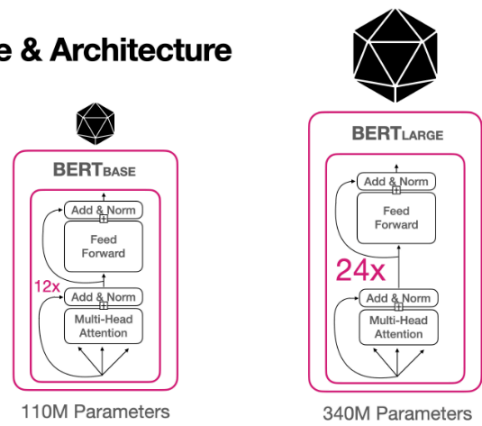 e & Architecture
BERTBASE
Add & Norm
Feed
Forward
12x
Add & Norm
Multi-Head
Attention
110M Parameters
BERTLARGE
Add & Norm
Feed
Forward
24x
Add & Norm
Multi-Head
Attention
340M Parameters